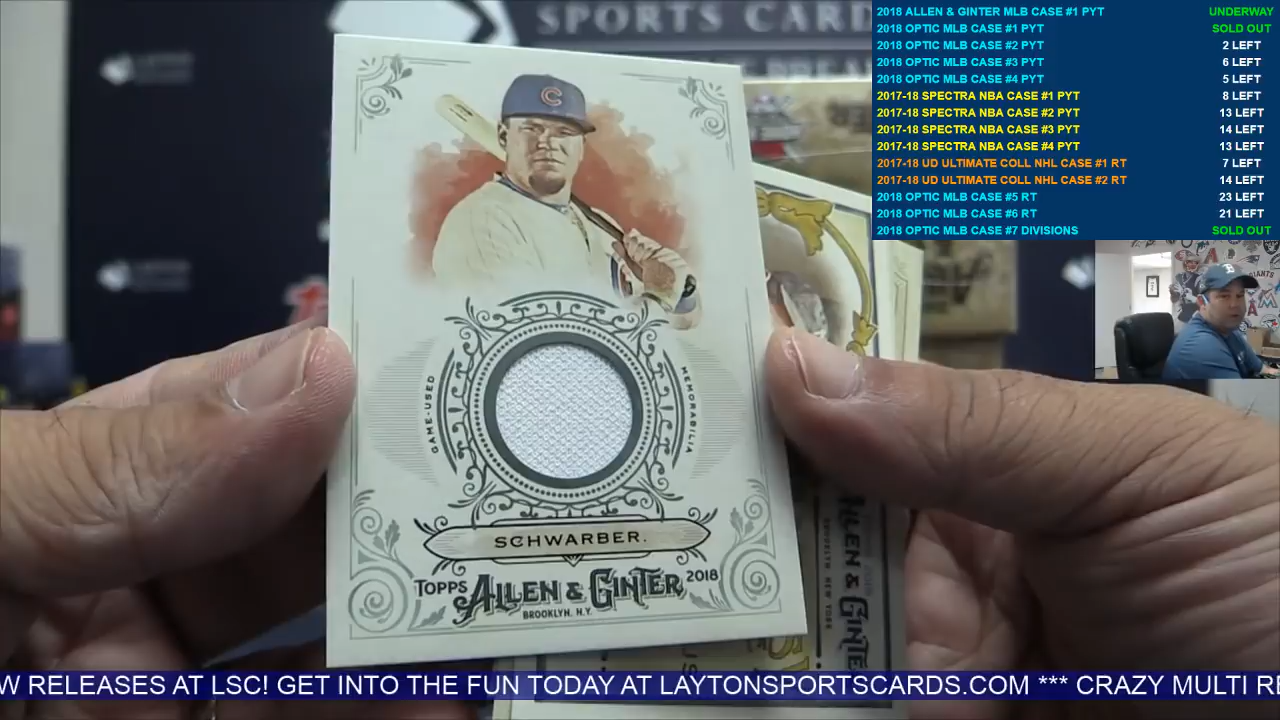 SPORTS CARDS
BREA
2018 ALLEN & GINTER MLB CASE #1 PYT UNDERWAY
2018 OPTIC MLB CASE #1 PYT SOLD OUT
2018 OPTIC MLB CASE #2 PYT 2 LEFT
2018 OPTIC MLB CASE #3 PYT 6 LEFT
2018 OPTIC MLB CASE #4 PYT 5 LEFT
2017-18 SPECTRA NBA CASE #1 PYT 8 LEFT
2017-18 SPECTRA NBA CASE #2 PYT 13 LEFT
2017-18 SPECTRA NBA CASE #3 PYT 14 LEFT
2017-18 SPECTRA NBA CASE #4 PYT 13 LEFT
2017-18 UD ULTIMATE COLL NHL CASE #1 RT 7 LEFT
2017-18 UD ULTIMATE COLL NHL CASE #2 RT 14 LEFT
2018 OPTIC MLB CASE #5 RT 23 LEFT
2018 OPTIC MLB CASE #6 RT 21 LEFT
2018 OPTIC MLB CASE #7 DIVISIONS SOLD OUT
C
GAME-USED
MEMORABILIA
SCHWARBER.
TOPPS ALLEN & GINTER 2018
BROOKLYN, N.Y.
ALLEN & GINTE
BROOKLYN, NEW YORK
W RELEASES AT LSC! GET INTO THE FUN TODAY AT LAYTONSPORTSCARDS.COM *** CRAZY MULTI RE